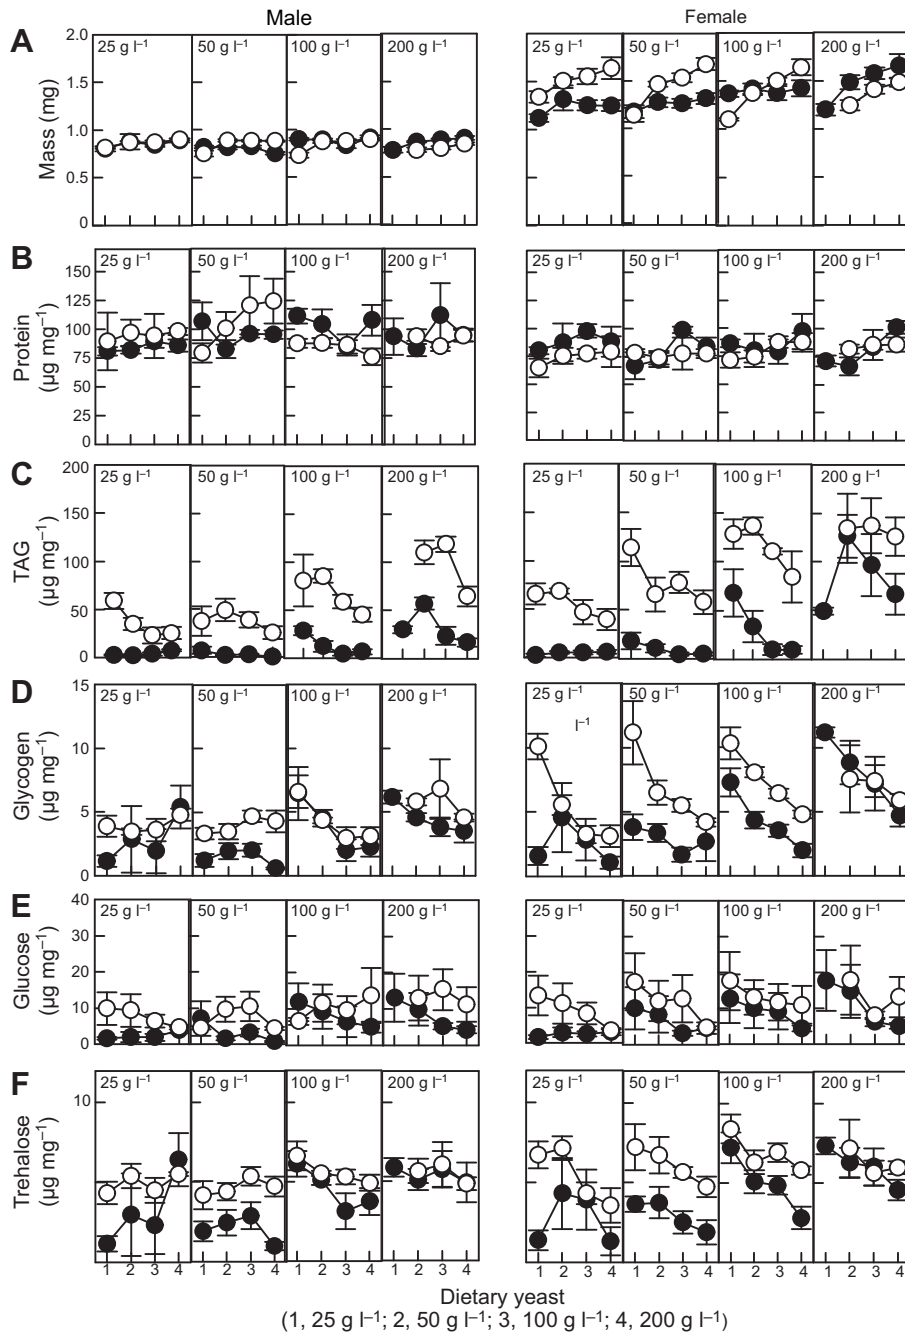 Male Female
A 2.0 25 g l–1 50 g l–1 100 g l–1 200 g l–1 25 g l–1 50 g l–1 100 g l–1 200 g l–1
1.5
1.0
0.5
0
Mass (mg)
B 150 25 g l–1 50 g l–1 100 g l–1 200 g l–1 25 g l–1 50 g l–1 100 g l–1 200 g l–1
125
100
75
50
25
0
Protein
(µg mg–1)
C 200 25 g l–1 50 g l–1 100 g l–1 200 g l–1 25 g l–1 50 g l–1 100 g l–1 200 g l–1
150
100
50
0
TAG
(µg mg–1)
D 15 25 g l–1 50 g l–1 100 g l–1 200 g l–1 25 g l–1 50 g l–1 100 g l–1 200 g l–1
l–1
10
5
0
Glycogen
(µg mg–1)
E 40 25 g l–1 50 g l–1 100 g l–1 200 g l–1 25 g l–1 50 g l–1 100 g l–1 200 g l–1
30
20
10
0
Glucose
(µg mg–1)
F 10 25 g l–1 50 g l–1 100 g l–1 200 g l–1 25 g l–1 50 g l–1 100 g l–1 200 g l–1
Trehalose
(µg mg–1)
1 2 3 4 1 2 3 4 1 2 3 4 1 2 3 4 1 2 3 4 1 2 3 4 1 2 3 4 1 2 3 4
Dietary yeast
(1, 25 g l–1; 2, 50 g l–1; 3, 100 g l–1; 4, 200 g l–1)